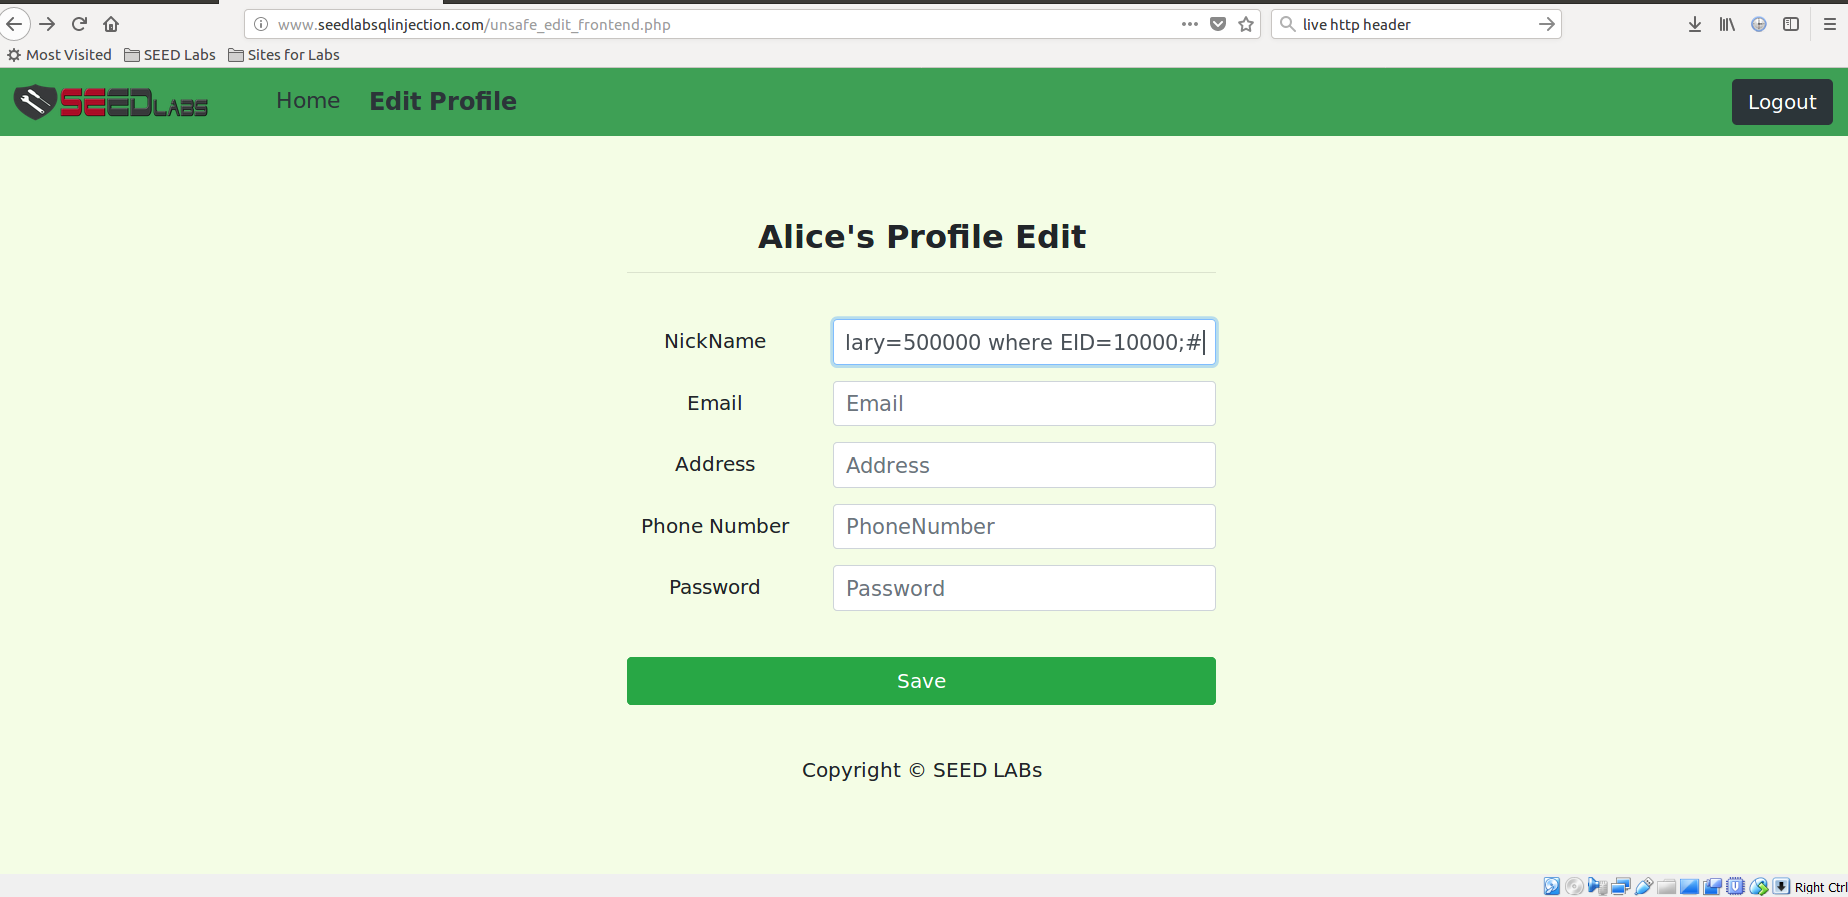 www.seedlabsqlinjection.com/unsafe_edit_frontend.php
live http header
Most Visited SEED Labs Sites for Labs
SEEDLABS Home Edit Profile Logout
Alice's Profile Edit
NickName lary=500000 where EID=10000;#
Email Email
Address Address
Phone Number PhoneNumber
Password Password
Save
Copyright © SEED LABs
Right Ctrl